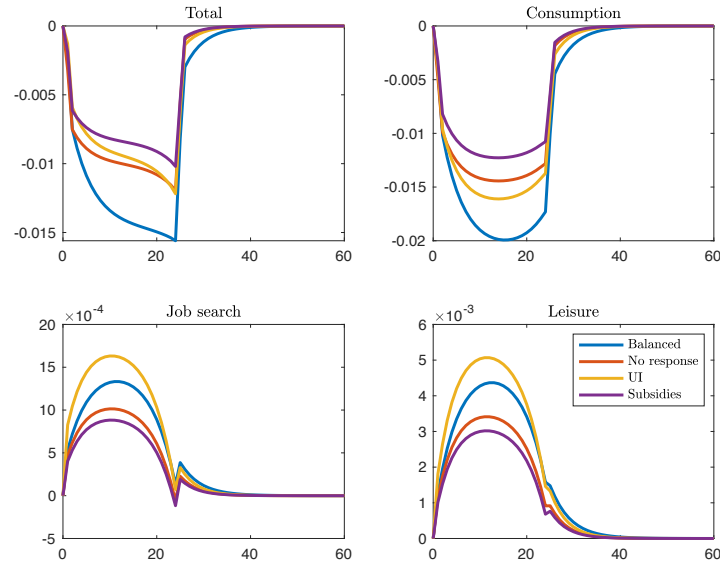 Total
0
-0.005
-0.01
-0.015
0 20 40 60
Consumption
0
-0.005
-0.01
-0.015
-0.02
0 20 40 60
Job search
×10⁻⁴
20
15
10
5
0
-5
0 20 40 60
Leisure
×10⁻³
6
5
4
3
2
1
0
0 20 40 60
Balanced
No response
UI
Subsidies